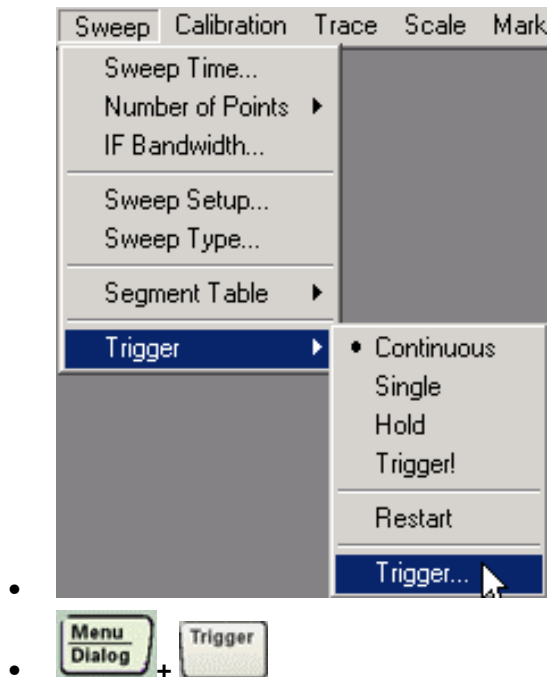 Sweep Calibration Trace Scale Mark
Sweep Time...
Number of Points
IF Bandwidth...
Sweep Setup...
Sweep Type...
Segment Table
Trigger
• Continuous
Single
Hold
Trigger!
Restart
Trigger...
•
Menu
Dialog + Trigger
•